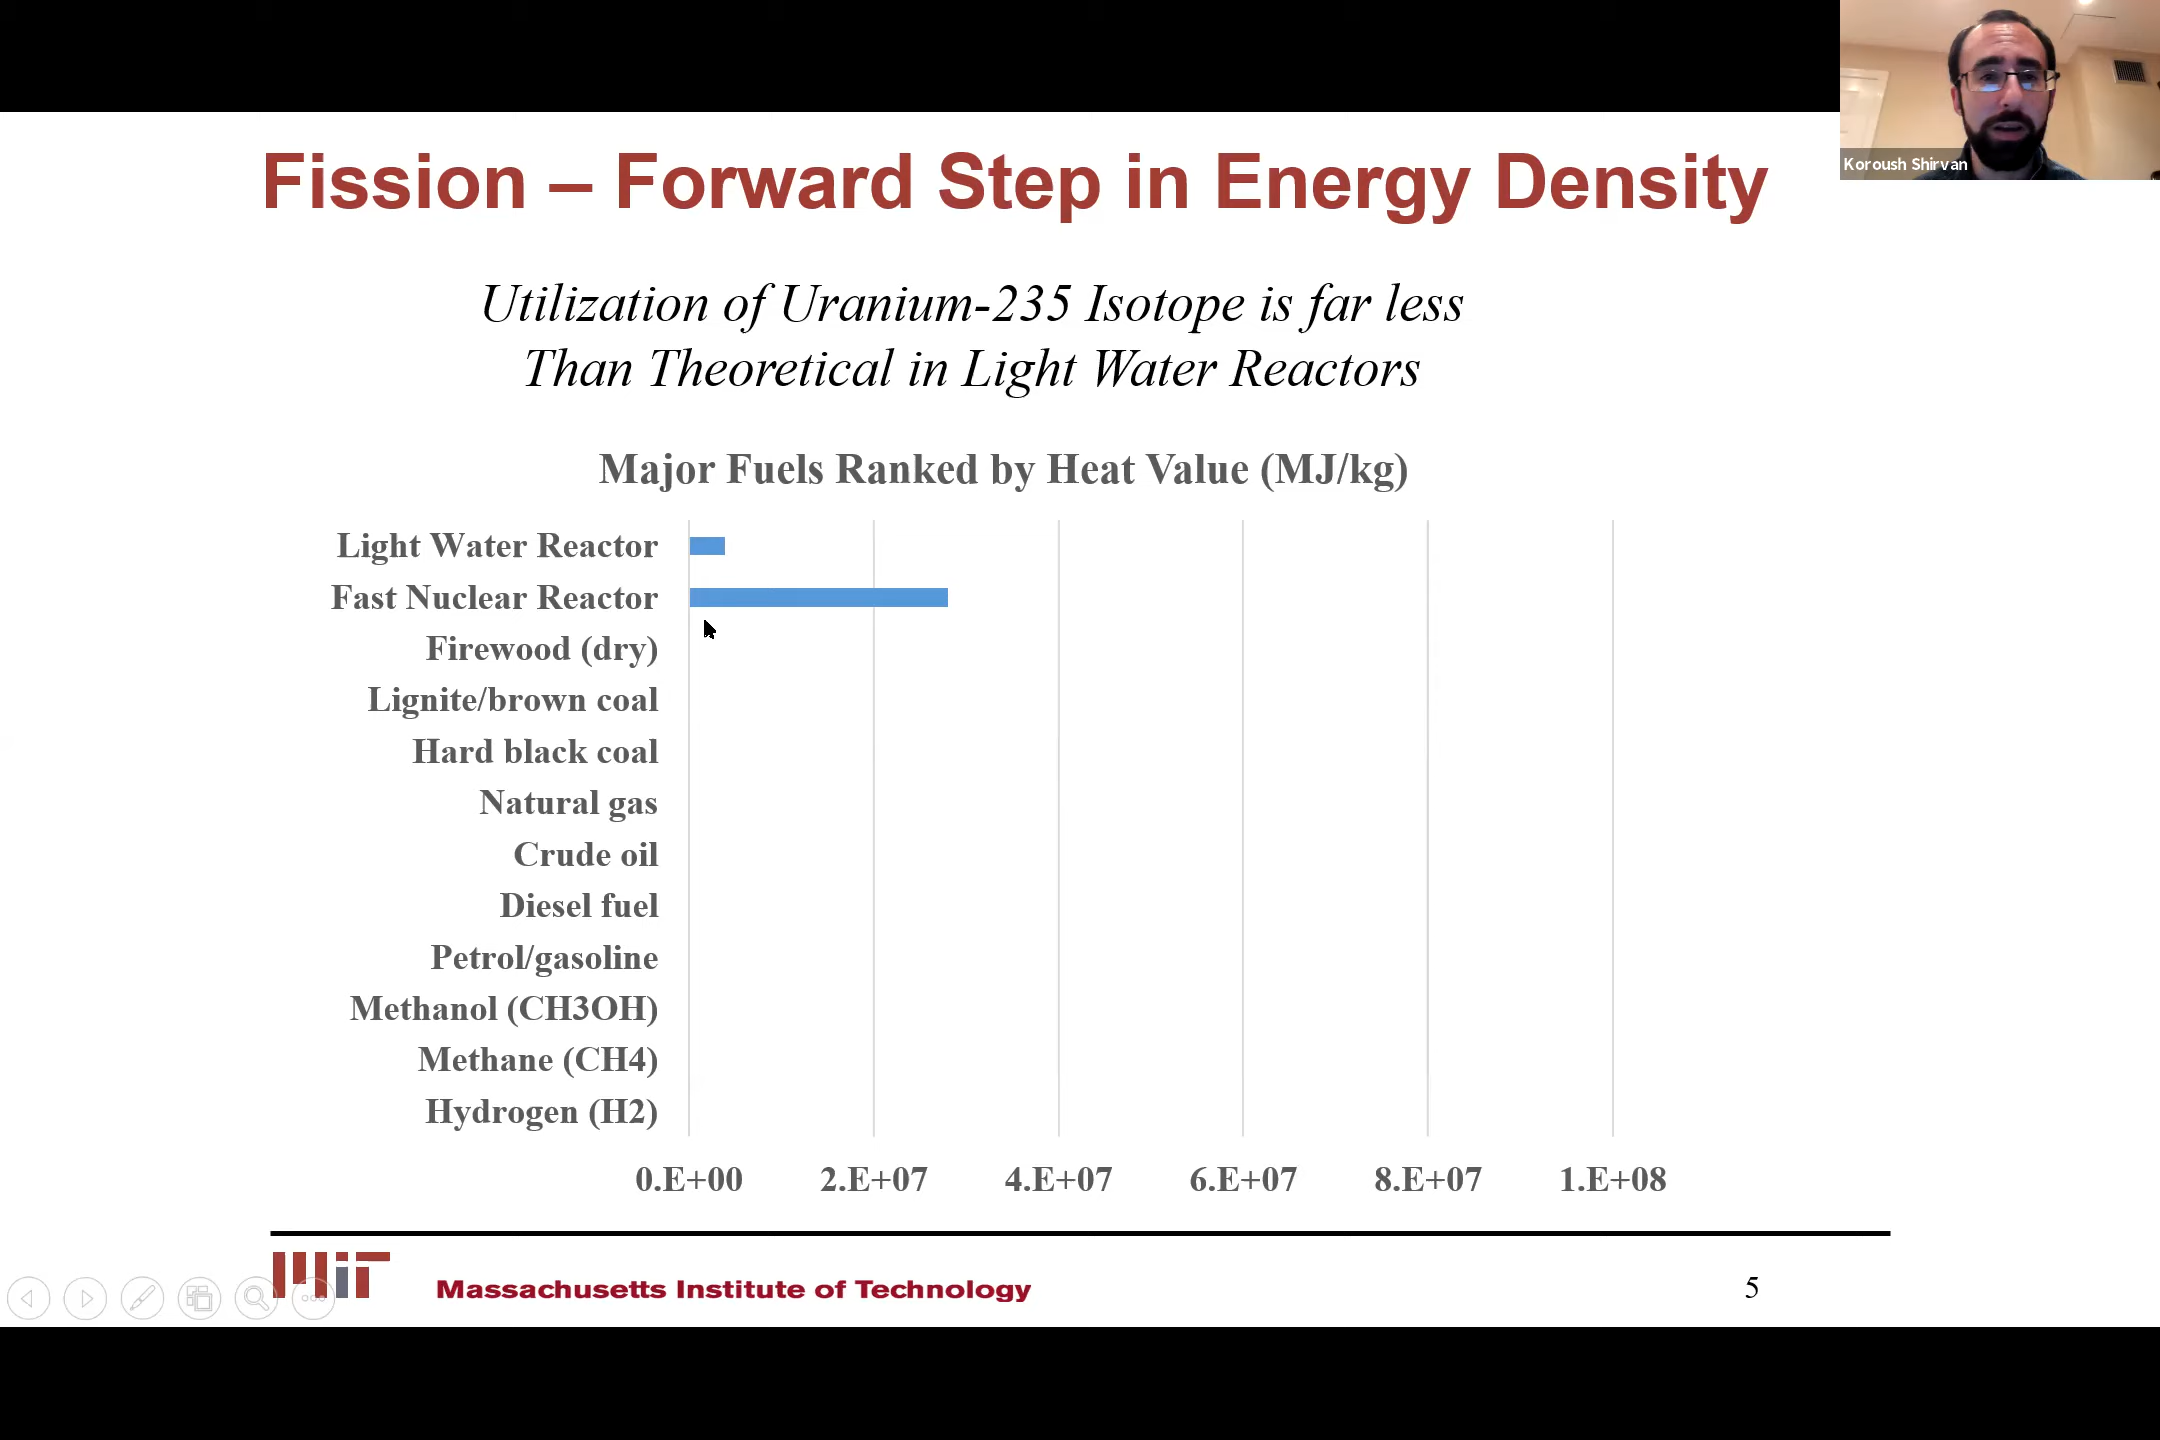 Koroush Shirvan
Fission – Forward Step in Energy Density
Utilization of Uranium-235 Isotope is far less
Than Theoretical in Light Water Reactors
Major Fuels Ranked by Heat Value (MJ/kg)
Light Water Reactor
Fast Nuclear Reactor
Firewood (dry)
Lignite/brown coal
Hard black coal
Natural gas
Crude oil
Diesel fuel
Petrol/gasoline
Methanol (CH3OH)
Methane (CH4)
Hydrogen (H2)
0.E+00 2.E+07 4.E+07 6.E+07 8.E+07 1.E+08
MIT
Massachusetts Institute of Technology
5